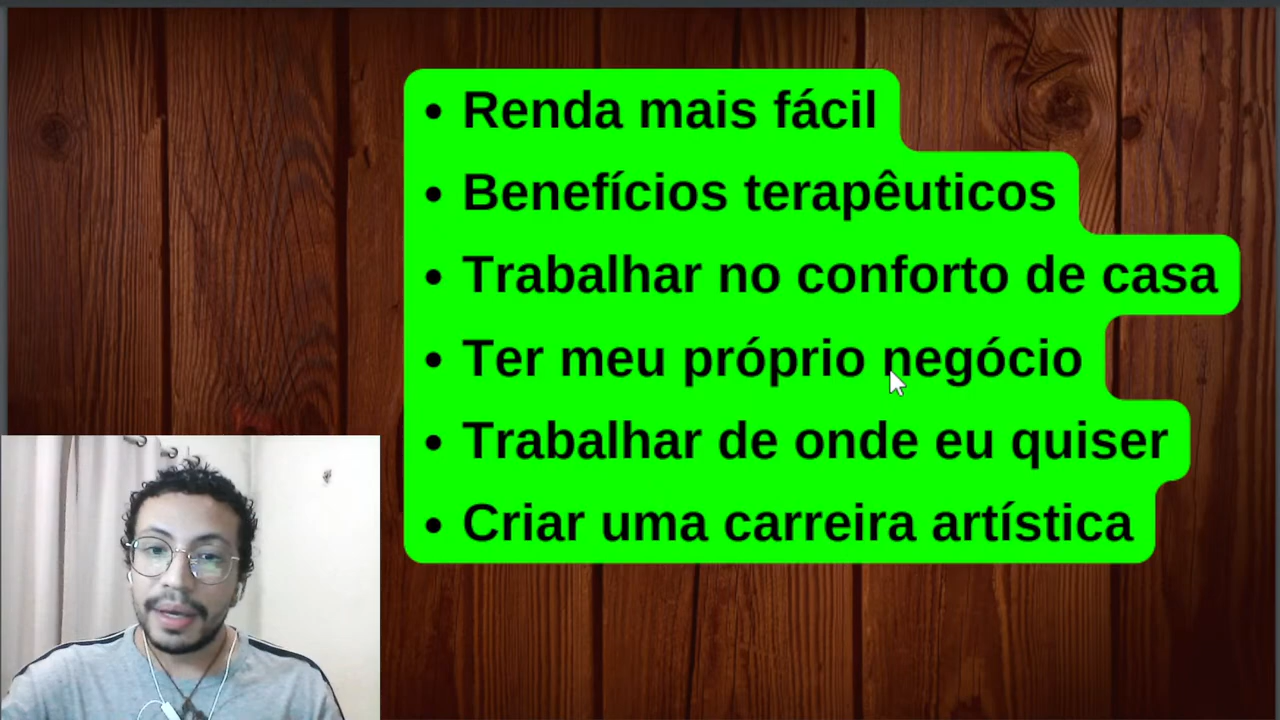 • Renda mais fácil
• Benefícios terapêuticos
• Trabalhar no conforto de casa
• Ter meu próprio negócio
• Trabalhar de onde eu quiser
• Criar uma carreira artística